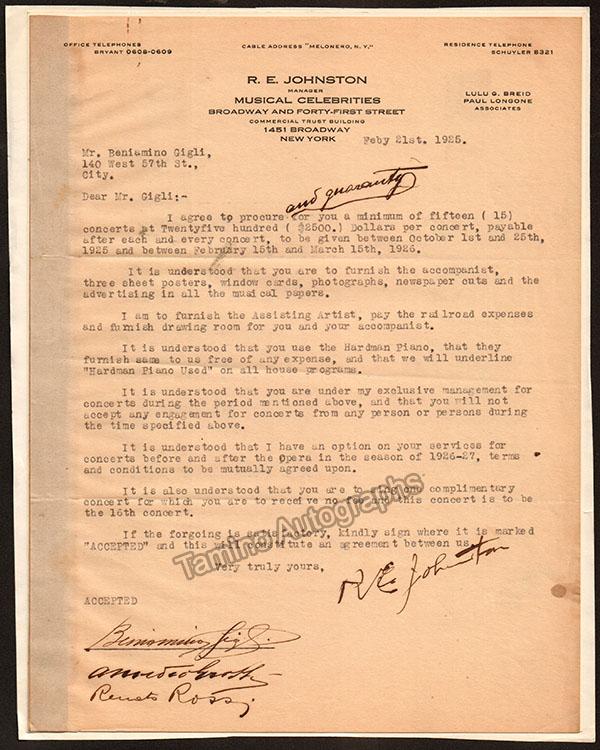 OFFICE TELEPHONES
BRYANT 0608-0609
CABLE ADDRESS "MELONERO, N.Y."
RESIDENCE TELEPHONE
SCHUYLER 8321
R. E. JOHNSTON
MANAGER
MUSICAL CELEBRITIES
BROADWAY AND FORTY-FIRST STREET
COMMERCIAL TRUST BUILDING
1451 BROADWAY
NEW YORK
LULU G. BREID
PAUL LONGONE
ASSOCIATES
Feby 21st. 1925.
Mr. Beniamino Gigli,
140 West 57th St.,
City.
Dear Mr. Gigli:-
and guaranty
I agree to procure for you a minimum of fifteen ( 15)
concerts at Twentyfive hundred ( $2500.) Dollars per concert, payable
after each and every concert, to be given between October 1st and 25th,
1925 and between February 15th and March 15th, 1926.
It is understood that you are to furnish the accompanist,
three sheet posters, window cards, photographs, newspaper cuts and the
advertising in all the musical papers.
I am to furnish the Assisting Artist, pay the railroad expenses
and furnish drawing room for you and your accompanist.
It is understood that you use the Hardman Piano, that they
furnish same to us free of any expense, and that we will underline
"Hardman Piano Used" on all house programs.
It is understood that you are under my exclusive management for
concerts during the period mentioned above, and that you will not
accept any engagement for concerts from any person or persons during
the time specified above.
It is understood that I have an option on your services for
concerts before and after the Opera in the season of 1926-27, terms
and conditions to be mutually agreed upon.
It is also understood that you are to sing one complimentary
concert for which you are to receive no fee and this concert is to be
the 16th concert.
If the forgoing is satisfactory, kindly sign where it is marked
"ACCEPTED" and this will constitute an agreement between us.
Very truly yours,
R E Johnston
Tamino Autographs
ACCEPTED
Beniamino Gigli
Renato Rossi